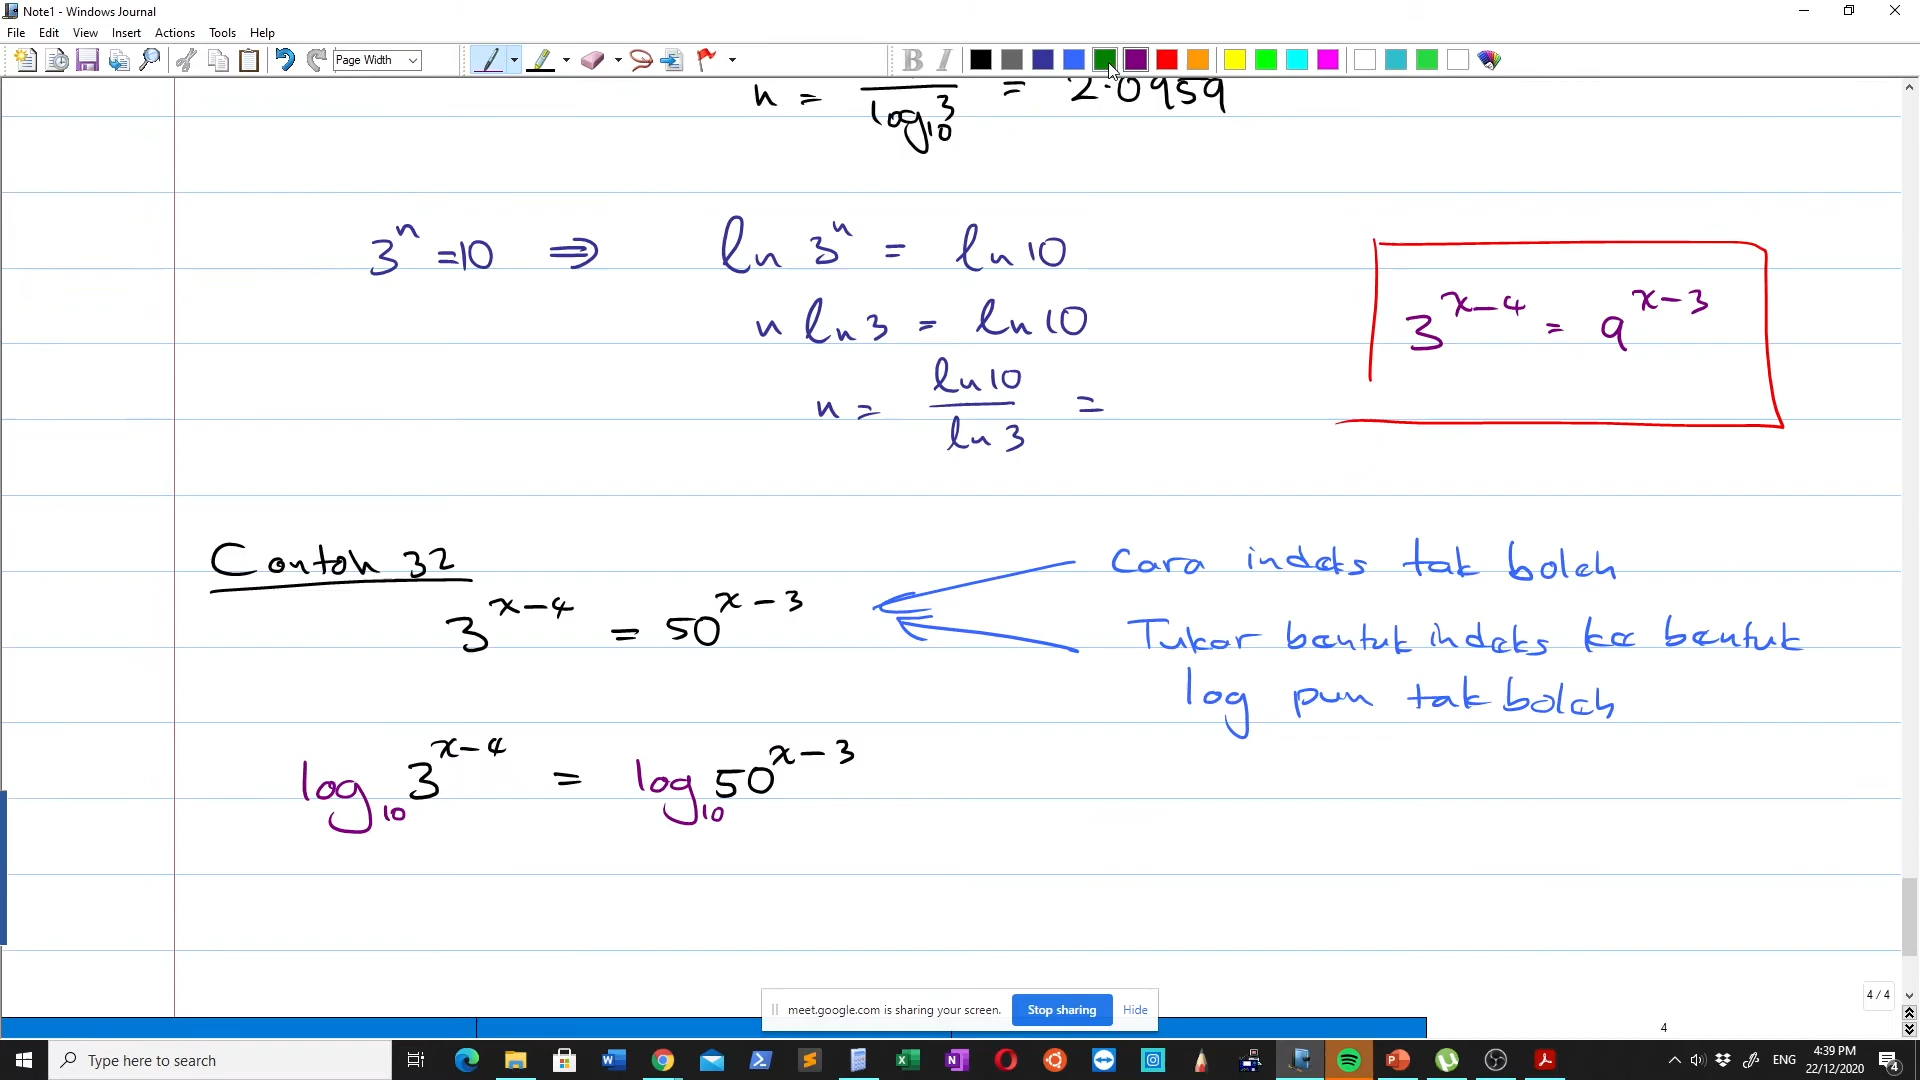 Note1 - Windows Journal
File Edit View Insert Actions Tools Help
Page Width
B I
n = / log₁₀ 3 = 2.0959
3ⁿ = 10 ⇒ ln 3ⁿ = ln 10
n ln 3 = ln 10
n = ln 10 / ln 3 =
3^(x-4) = 9^(x-3)
Contoh 32
3^(x-4) = 50^(x-3)
Cara indeks tak boleh
Tukar bentuk indeks ke bentuk
log pun tak boleh
log₁₀ 3^(x-4) = log₁₀ 50^(x-3)
4 / 4
meet.google.com is sharing your screen. Stop sharing Hide
4
Type here to search
ENG
4:39 PM
22/12/2020
4